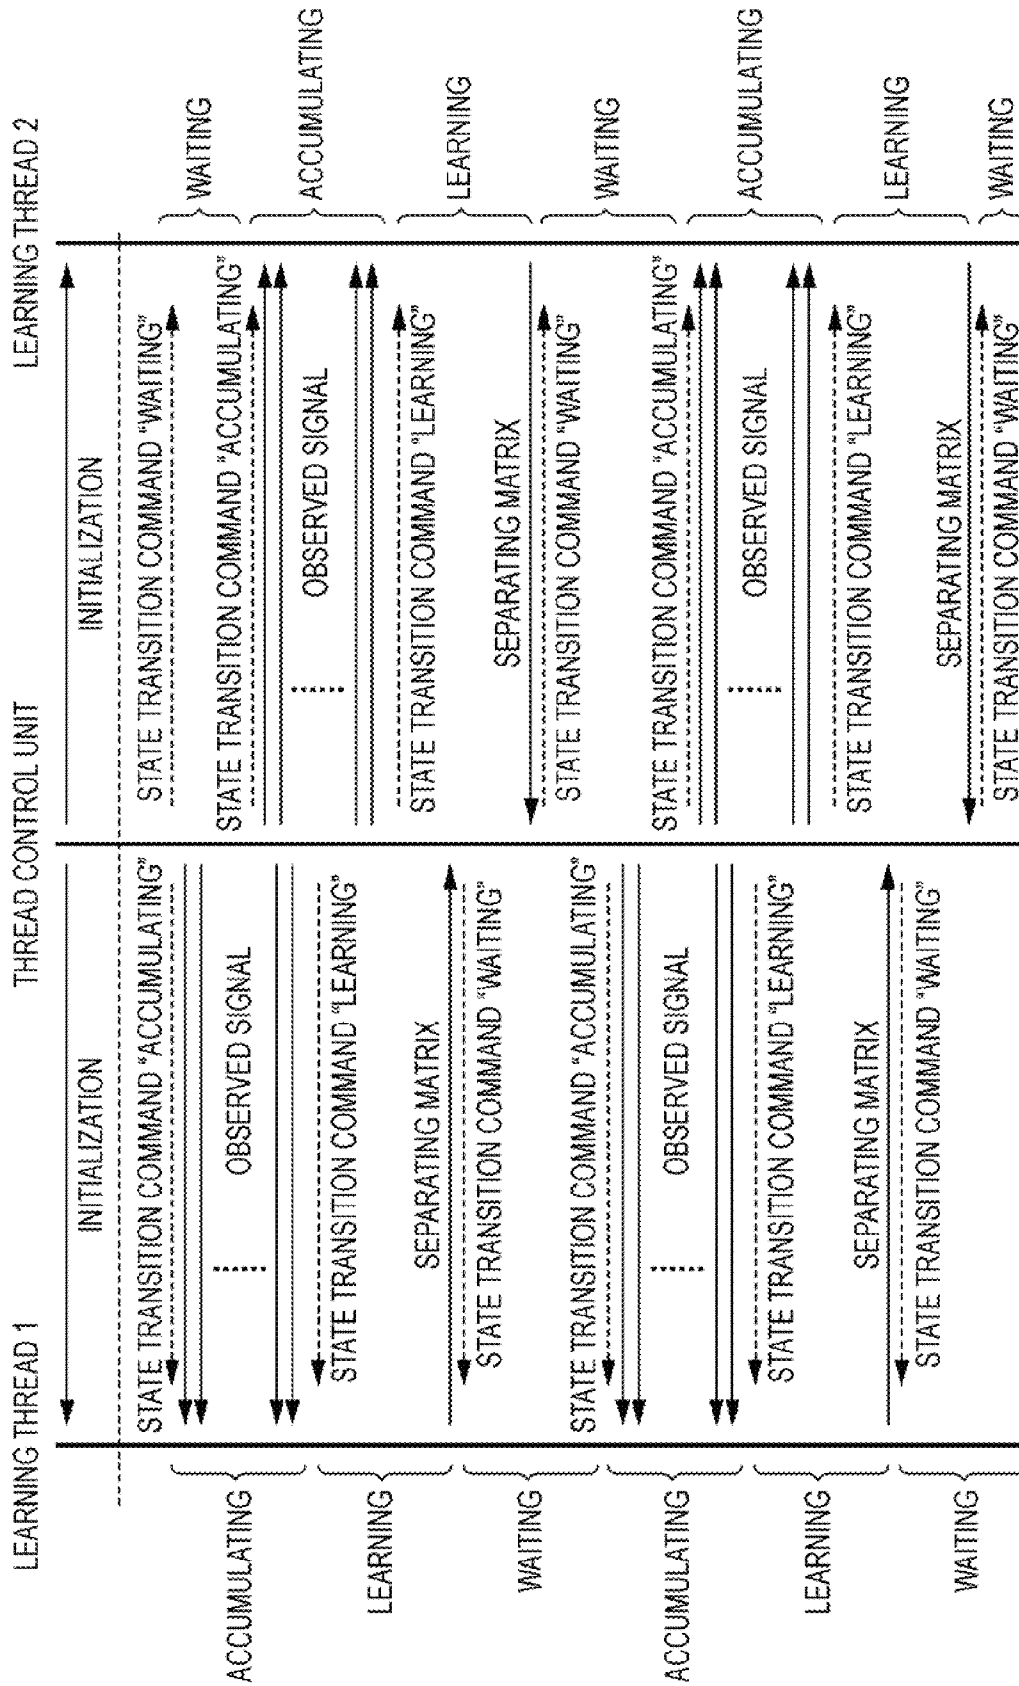 LEARNING THREAD 1
THREAD CONTROL UNIT
LEARNING THREAD 2
INITIALIZATION
INITIALIZATION
STATE TRANSITION COMMAND "ACCUMULATING"
STATE TRANSITION COMMAND "WAITING"
WAITING
ACCUMULATING
OBSERVED SIGNAL
STATE TRANSITION COMMAND "ACCUMULATING"
ACCUMULATING
OBSERVED SIGNAL
STATE TRANSITION COMMAND "LEARNING"
LEARNING
STATE TRANSITION COMMAND "LEARNING"
LEARNING
SEPARATING MATRIX
STATE TRANSITION COMMAND "WAITING"
WAITING
SEPARATING MATRIX
STATE TRANSITION COMMAND "WAITING"
WAITING
STATE TRANSITION COMMAND "ACCUMULATING"
ACCUMULATING
OBSERVED SIGNAL
STATE TRANSITION COMMAND "ACCUMULATING"
ACCUMULATING
OBSERVED SIGNAL
STATE TRANSITION COMMAND "LEARNING"
LEARNING
STATE TRANSITION COMMAND "LEARNING"
LEARNING
SEPARATING MATRIX
STATE TRANSITION COMMAND "WAITING"
WAITING
SEPARATING MATRIX
STATE TRANSITION COMMAND "WAITING"
WAITING